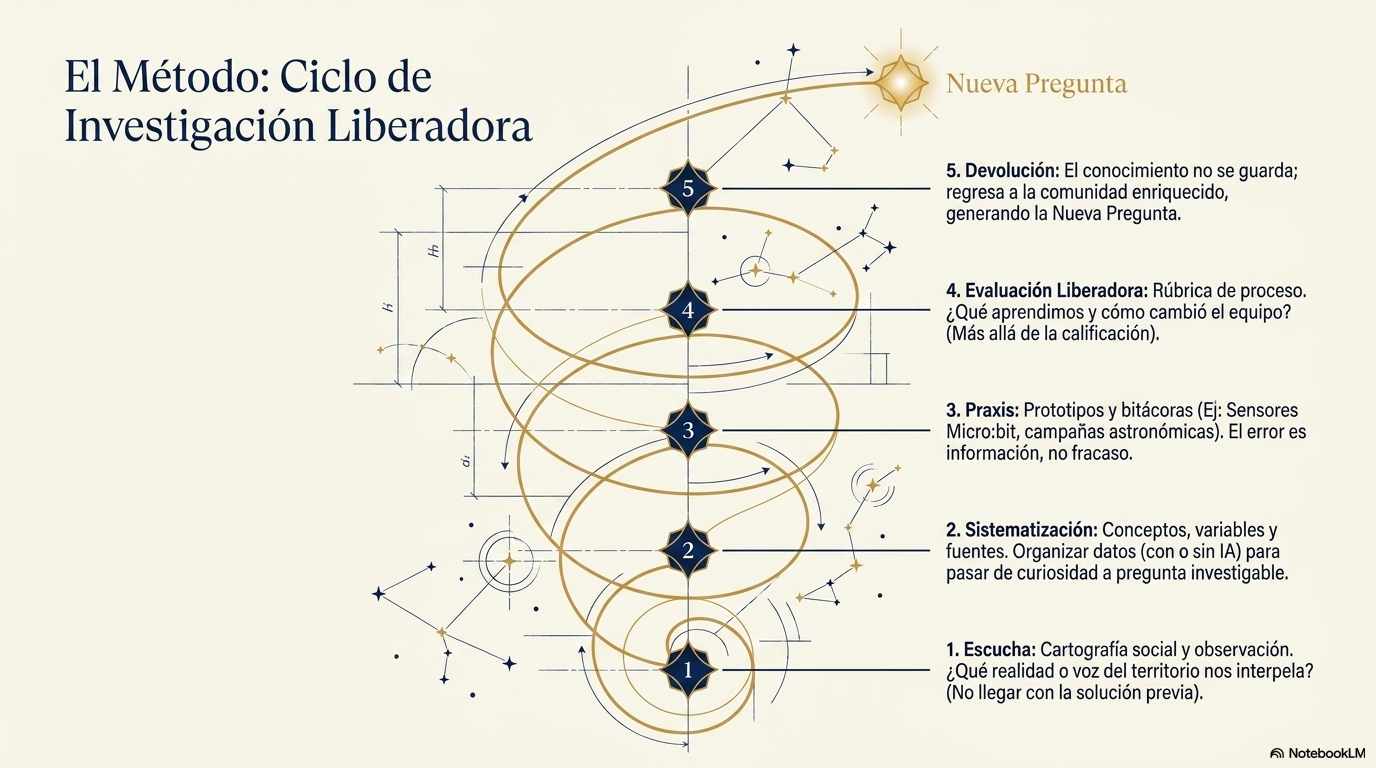 El Método: Ciclo de
Investigación Liberadora
Nueva Pregunta
5
5. Devolución: El conocimiento no se guarda;
regresa a la comunidad enriquecido,
generando la Nueva Pregunta.
4
4. Evaluación Liberadora: Rúbrica de proceso.
¿Qué aprendimos y cómo cambió el equipo?
(Más allá de la calificación).
3
3. Praxis: Prototipos y bitácoras (Ej: Sensores
Micro:bit, campañas astronómicas). El error es
información, no fracaso.
2
2. Sistematización: Conceptos, variables y
fuentes. Organizar datos (con o sin IA) para
pasar de curiosidad a pregunta investigable.
1
1. Escucha: Cartografía social y observación.
¿Qué realidad o voz del territorio nos interpela?
(No llegar con la solución previa).
NotebookLM